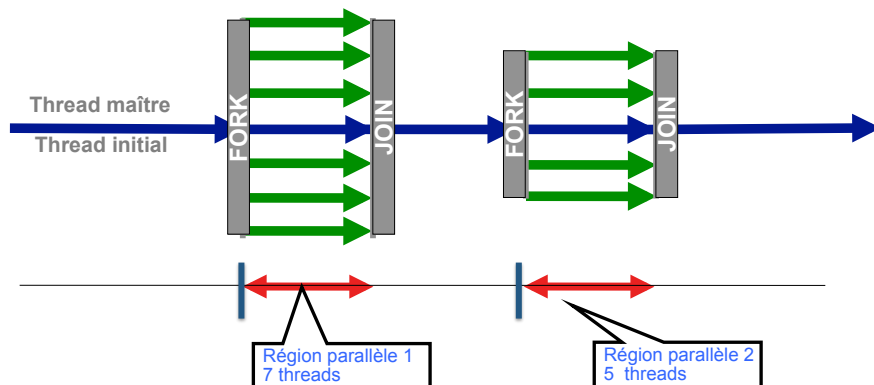 Thread maître
Thread initial
FORK
JOIN
FORK
JOIN
Région parallèle 1
7 threads
Région parallèle 2
5 threads